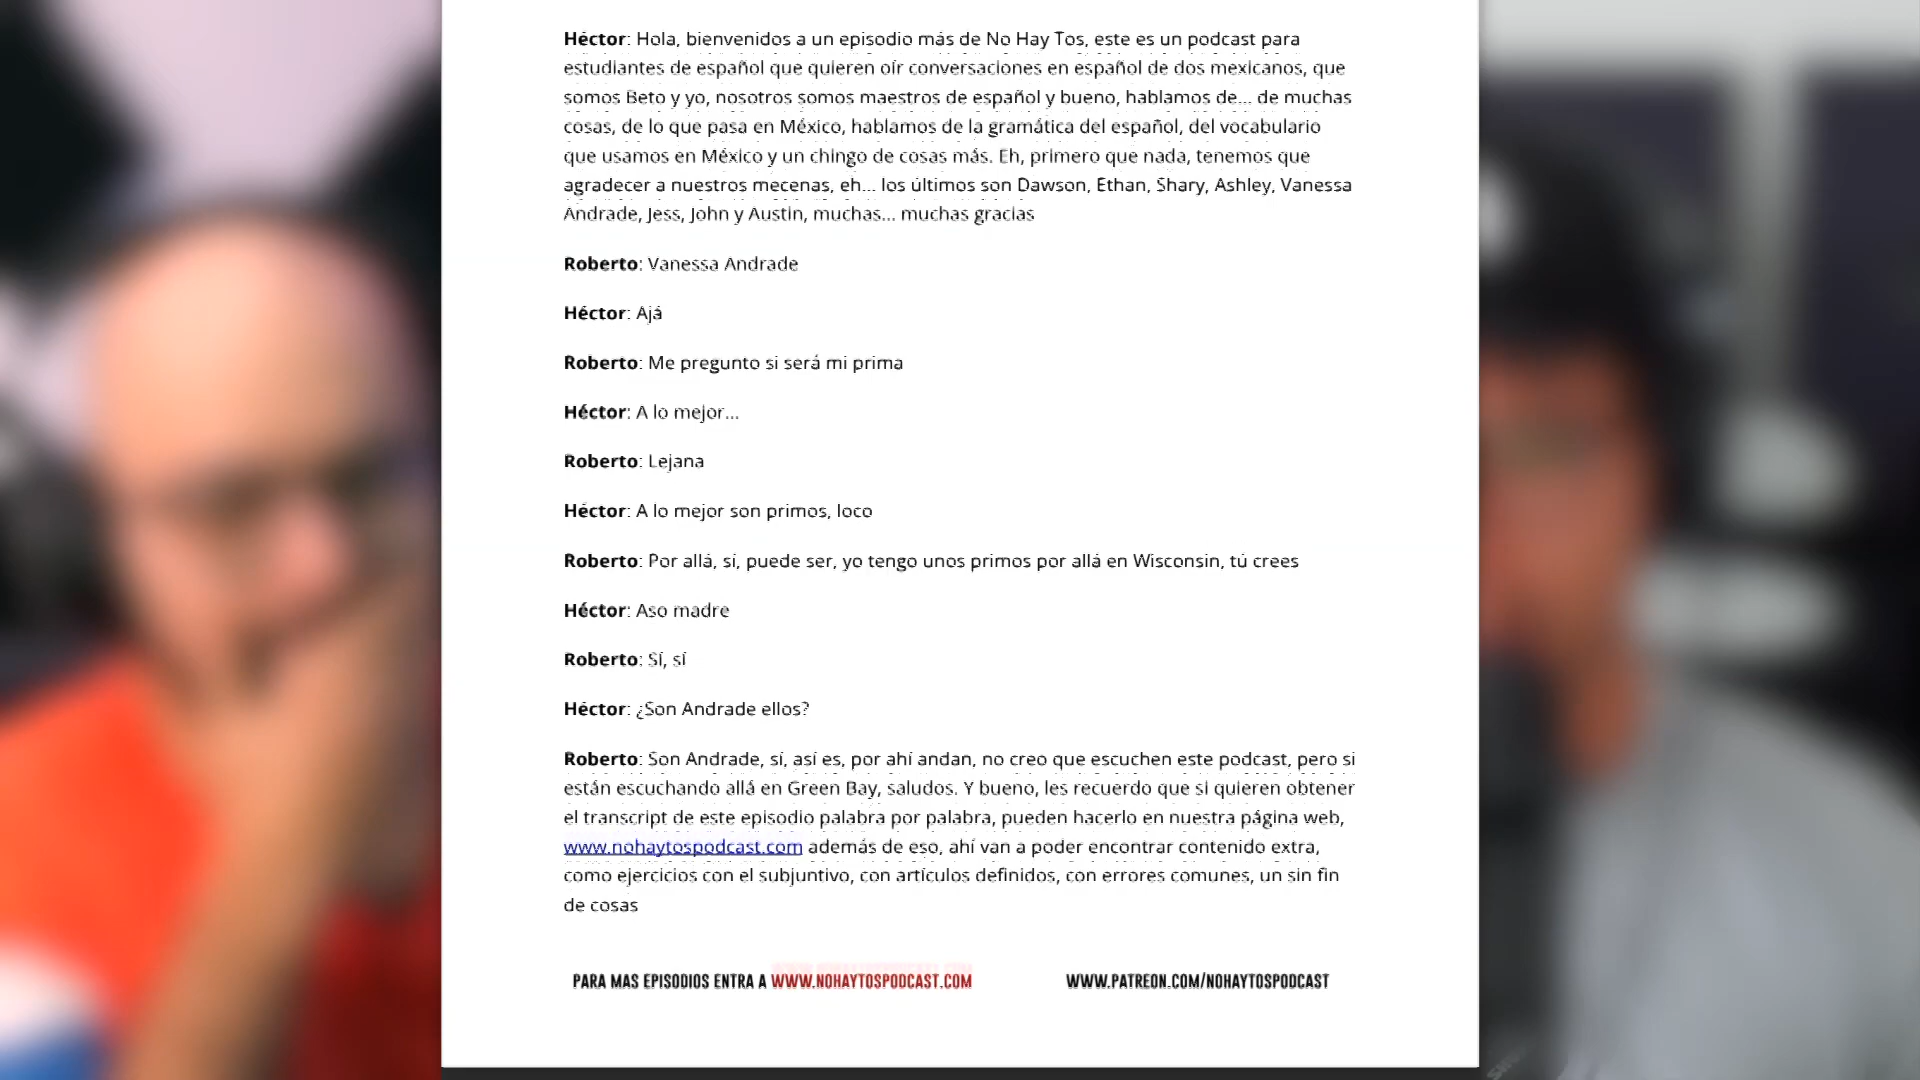 Héctor: Hola, bienvenidos a un episodio más de No Hay Tos, este es un podcast para
estudiantes de español que quieren oír conversaciones en español de dos mexicanos, que
somos Beto y yo, nosotros somos maestros de español y bueno, hablamos de... de muchas
cosas, de lo que pasa en México, hablamos de la gramática del español, del vocabulario
que usamos en México y un chingo de cosas más. Eh, primero que nada, tenemos que
agradecer a nuestros mecenas, eh... los últimos son Dawson, Ethan, Shary, Ashley, Vanessa
Andrade, Jess, John y Austin, muchas... muchas gracias
Roberto: Vanessa Andrade
Héctor: Ajá
Roberto: Me pregunto si será mi prima
Héctor: A lo mejor...
Roberto: Lejana
Héctor: A lo mejor son primos, loco
Roberto: Por allá, sí, puede ser, yo tengo unos primos por allá en Wisconsin, tú crees
Héctor: Aso madre
Roberto: Sí, sí
Héctor: ¿Son Andrade ellos?
Roberto: Son Andrade, sí, así es, por ahí andan, no creo que escuchen este podcast, pero si
están escuchando allá en Green Bay, saludos. Y bueno, les recuerdo que si quieren obtener
el transcript de este episodio palabra por palabra, pueden hacerlo en nuestra página web,
www.nohaytospodcast.com además de eso, ahí van a poder encontrar contenido extra,
como ejercicios con el subjuntivo, con artículos definidos, con errores comunes, un sin fin
de cosas
PARA MAS EPISODIOS ENTRA A WWW.NOHAYTOSPODCAST.COM WWW.PATREON.COM/NOHAYTOSPODCAST